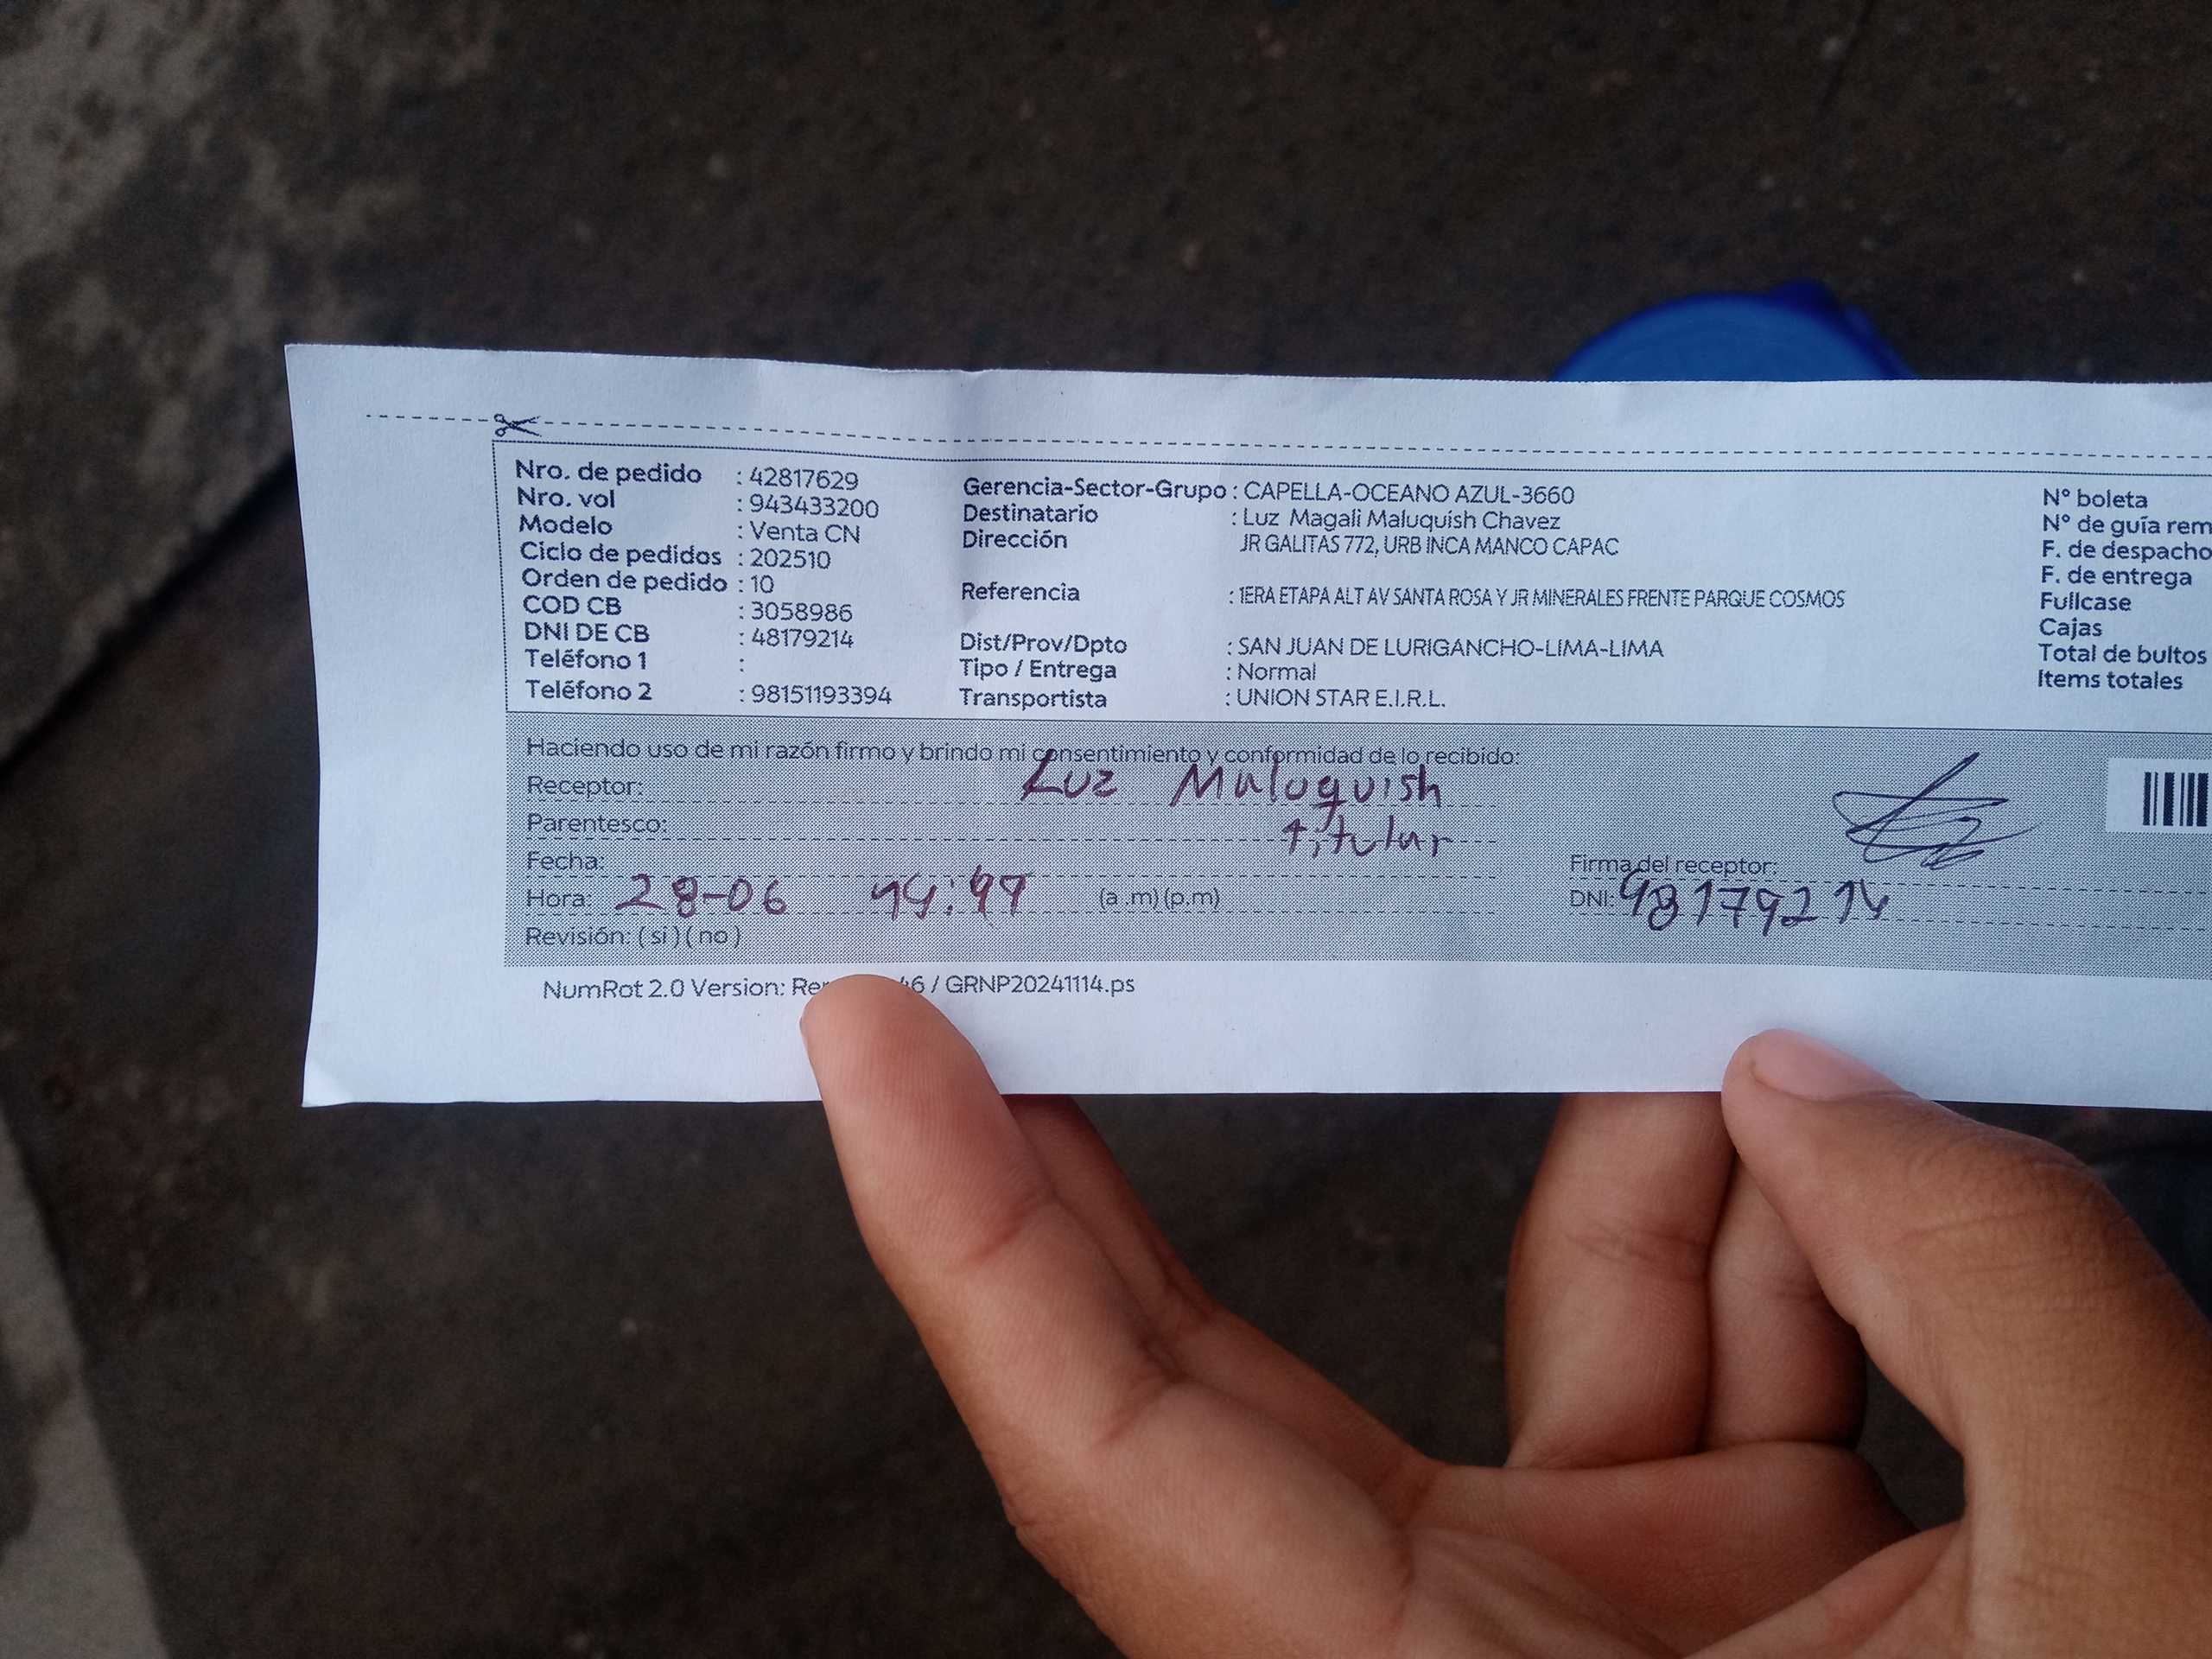 Nro. de pedido : 42817629
Nro. vol : 943433200
Modelo : Venta CN
Ciclo de pedidos : 202510
Orden de pedido : 10
COD CB : 3058986
DNI DE CB : 48179214
Teléfono 1 :
Teléfono 2 : 98151193394
Gerencia-Sector-Grupo : CAPELLA-OCEANO AZUL-3660
Destinatario : Luz Magali Maluquish Chavez
Dirección JR GALITAS 772, URB INCA MANCO CAPAC
Referencia : 1ERA ETAPA ALT AV SANTA ROSA Y JR MINERALES FRENTE PARQUE COSMOS
Dist/Prov/Dpto : SAN JUAN DE LURIGANCHO-LIMA-LIMA
Tipo / Entrega : Normal
Transportista : UNION STAR E.I.R.L.
N° boleta
N° de guía rem
F. de despacho
F. de entrega
Fullcase
Cajas
Total de bultos
Items totales
Haciendo uso de mi razón firmo y brindo mi consentimiento y conformidad de lo recibido:
Receptor: Luz Maluquish
Parentesco: titular
Fecha:
Hora: 28-06 (a .m) (p.m)
Revisión: ( si ) ( no )
Firma del receptor:
DNI: 48179214
NumRot 2.0 Version: 46 / GRNP20241114.ps